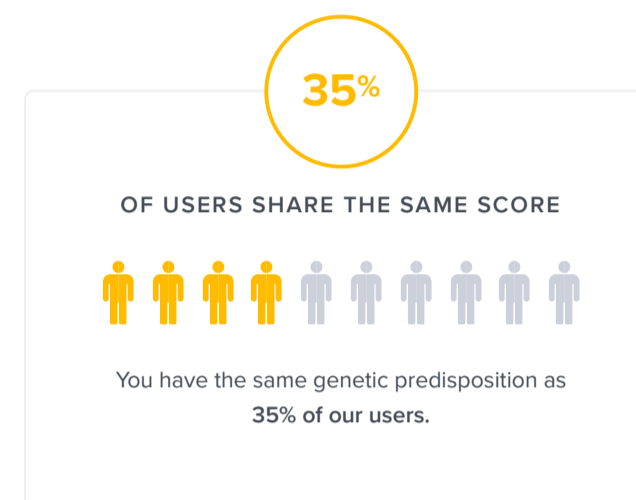 35%
OF USERS SHARE THE SAME SCORE
You have the same genetic predisposition as
35% of our users.